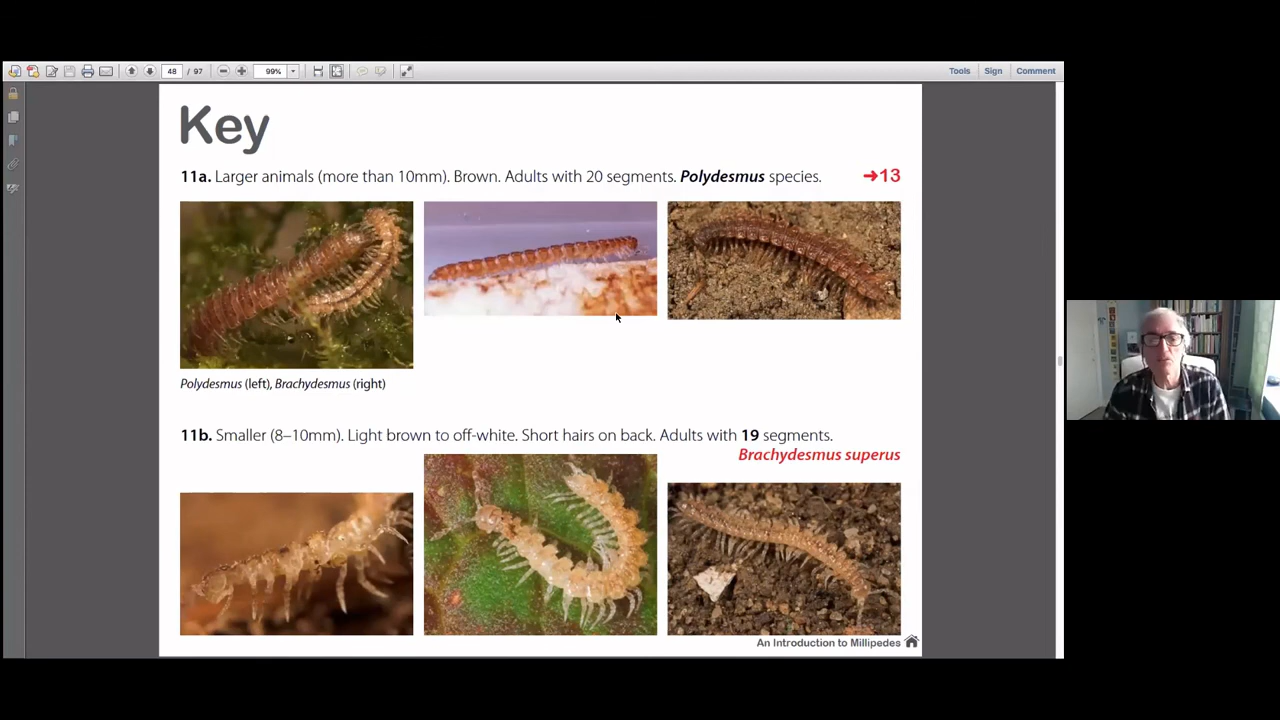 48 / 97
99%
Tools
Sign
Comment
Key
11a. Larger animals (more than 10mm). Brown. Adults with 20 segments. Polydesmus species. ➔13
Polydesmus (left), Brachydesmus (right)
11b. Smaller (8–10mm). Light brown to off-white. Short hairs on back. Adults with 19 segments.
Brachydesmus superus
An Introduction to Millipedes